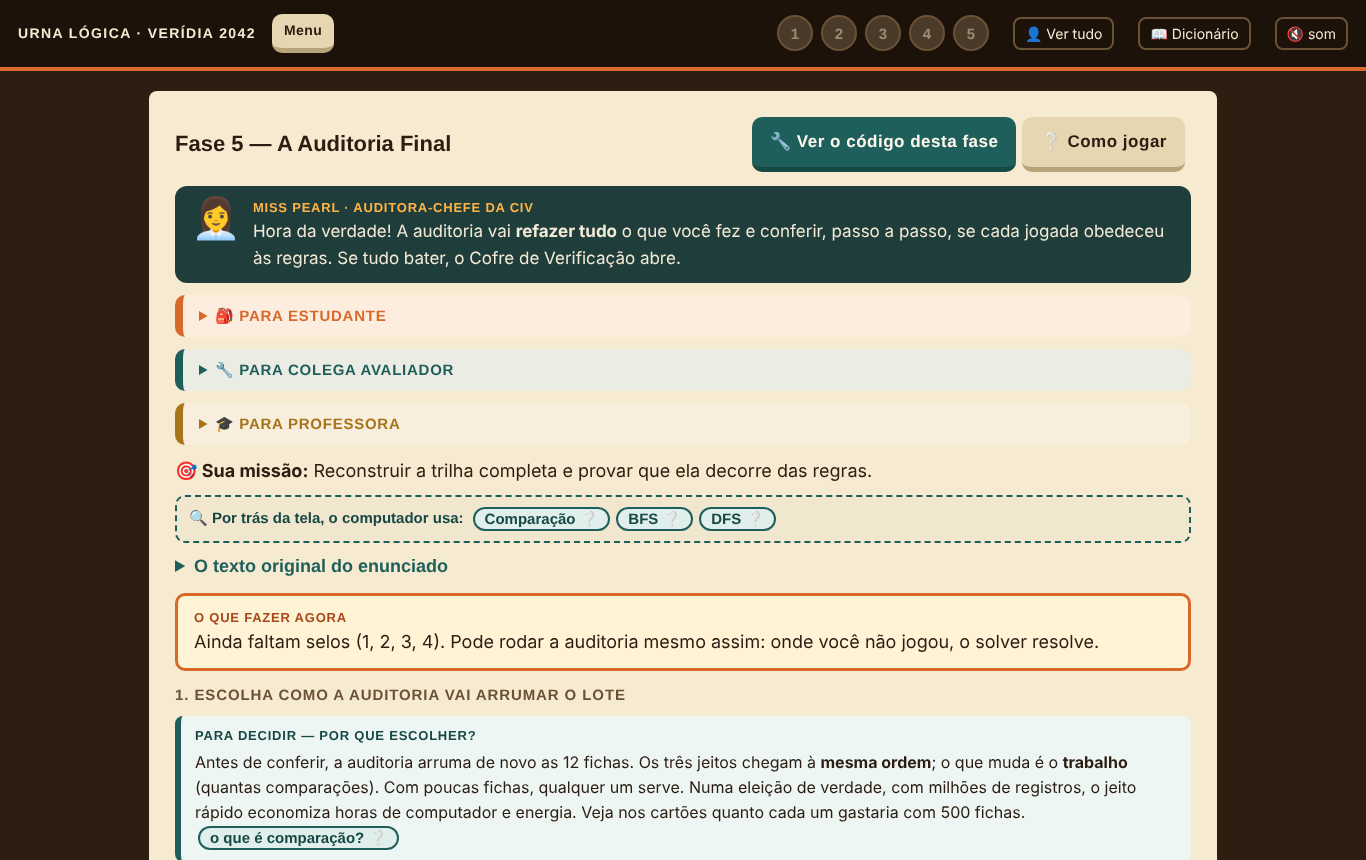 URNA LÓGICA · VERÍDIA 2042
Menu
1 2 3 4 5
Ver tudo
Dicionário
som
Fase 5 — A Auditoria Final
Ver o código desta fase
Como jogar
MISS PEARL · AUDITORA-CHEFE DA CIV
Hora da verdade! A auditoria vai refazer tudo o que você fez e conferir, passo a passo, se cada jogada obedeceu
às regras. Se tudo bater, o Cofre de Verificação abre.
PARA ESTUDANTE
PARA COLEGA AVALIADOR
PARA PROFESSORA
Sua missão: Reconstruir a trilha completa e provar que ela decorre das regras.
Por trás da tela, o computador usa: Comparação ❔ BFS ❔ DFS ❔
O texto original do enunciado
O QUE FAZER AGORA
Ainda faltam selos (1, 2, 3, 4). Pode rodar a auditoria mesmo assim: onde você não jogou, o solver resolve.
1. ESCOLHA COMO A AUDITORIA VAI ARRUMAR O LOTE
PARA DECIDIR — POR QUE ESCOLHER?
Antes de conferir, a auditoria arruma de novo as 12 fichas. Os três jeitos chegam à mesma ordem; o que muda é o trabalho
(quantas comparações). Com poucas fichas, qualquer um serve. Numa eleição de verdade, com milhões de registros, o jeito
rápido economiza horas de computador e energia. Veja nos cartões quanto cada um gastaria com 500 fichas.
o que é comparação? ❔